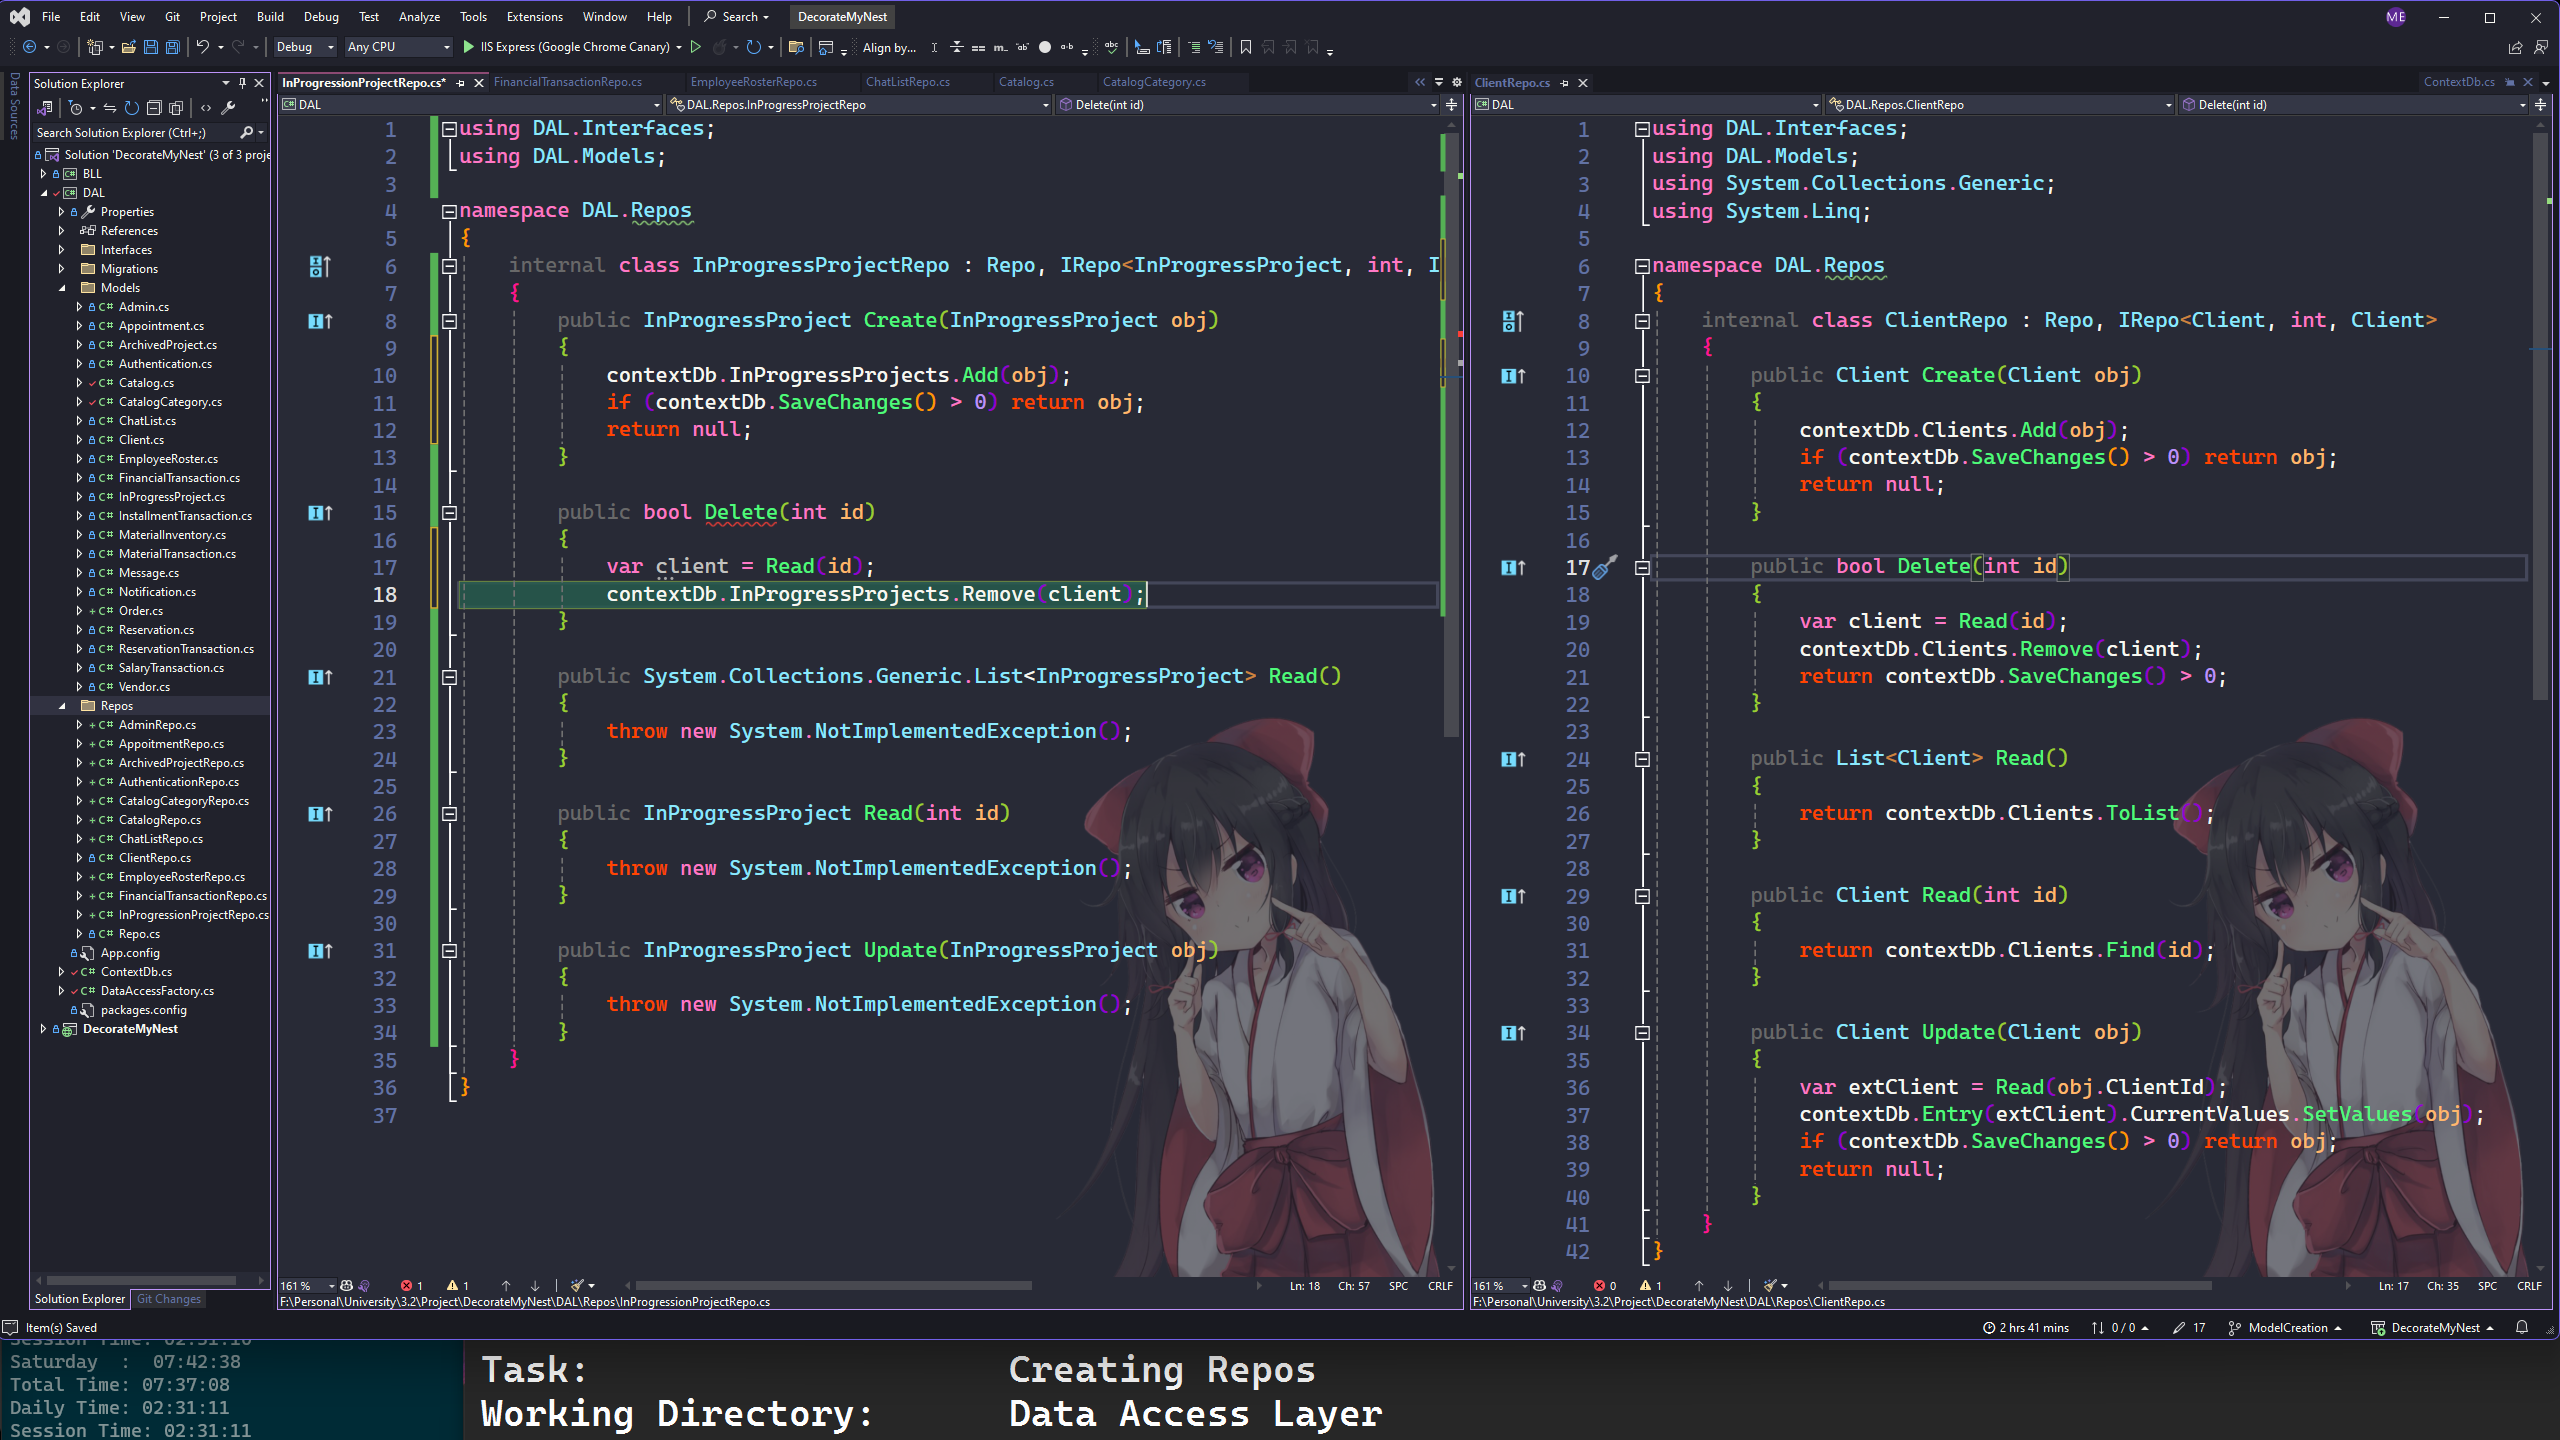 File Edit View Git Project Build Debug Test Analyze Tools Extensions Window Help Search DecorateMyNest ME
Debug Any CPU IIS Express (Google Chrome Canary) Align by...
Data Sources
Solution Explorer
Search Solution Explorer (Ctrl+;)
Solution 'DecorateMyNest' (3 of 3 proje
BLL
DAL
Properties
References
Interfaces
Migrations
Models
C# Admin.cs
C# Appointment.cs
C# ArchivedProject.cs
C# Authentication.cs
C# Catalog.cs
C# CatalogCategory.cs
C# ChatList.cs
C# Client.cs
C# EmployeeRoster.cs
C# FinancialTransaction.cs
C# InProgressProject.cs
C# InstallmentTransaction.cs
C# MaterialInventory.cs
C# MaterialTransaction.cs
C# Message.cs
C# Notification.cs
C# Order.cs
C# Reservation.cs
C# ReservationTransaction.cs
C# SalaryTransaction.cs
C# Vendor.cs
Repos
C# AdminRepo.cs
C# AppoitmentRepo.cs
C# ArchivedProjectRepo.cs
C# AuthenticationRepo.cs
C# CatalogCategoryRepo.cs
C# CatalogRepo.cs
C# ChatListRepo.cs
C# ClientRepo.cs
C# EmployeeRosterRepo.cs
C# FinancialTransactionRepo.cs
C# InProgressionProjectRepo.cs
C# Repo.cs
App.config
C# ContextDb.cs
C# DataAccessFactory.cs
packages.config
DecorateMyNest
Solution Explorer Git Changes
InProgressionProjectRepo.cs* FinancialTransactionRepo.cs EmployeeRosterRepo.cs ChatListRepo.cs Catalog.cs CatalogCategory.cs
DAL DAL.Repos.InProgressProjectRepo Delete(int id)
1 using DAL.Interfaces;
2 using DAL.Models;
3
4 namespace DAL.Repos
5 {
6 internal class InProgressProjectRepo : Repo, IRepo<InProgressProject, int, I
7 {
8 public InProgressProject Create(InProgressProject obj)
9 {
10 contextDb.InProgressProjects.Add(obj);
11 if (contextDb.SaveChanges() > 0) return obj;
12 return null;
13 }
14
15 public bool Delete(int id)
16 {
17 var client = Read(id);
18 contextDb.InProgressProjects.Remove(client);
19 }
20
21 public System.Collections.Generic.List<InProgressProject> Read()
22 {
23 throw new System.NotImplementedException();
24 }
25
26 public InProgressProject Read(int id)
27 {
28 throw new System.NotImplementedException();
29 }
30
31 public InProgressProject Update(InProgressProject obj)
32 {
33 throw new System.NotImplementedException();
34 }
35 }
36 }
37
161 % 1 1 Ln: 18 Ch: 57 SPC CRLF
F:\Personal\University\3.2\Project\DecorateMyNest\DAL\Repos\InProgressionProjectRepo.cs
ClientRepo.cs ContextDb.cs
DAL DAL.Repos.ClientRepo Delete(int id)
1 using DAL.Interfaces;
2 using DAL.Models;
3 using System.Collections.Generic;
4 using System.Linq;
5
6 namespace DAL.Repos
7 {
8 internal class ClientRepo : Repo, IRepo<Client, int, Client>
9 {
10 public Client Create(Client obj)
11 {
12 contextDb.Clients.Add(obj);
13 if (contextDb.SaveChanges() > 0) return obj;
14 return null;
15 }
16
17 public bool Delete(int id)
18 {
19 var client = Read(id);
20 contextDb.Clients.Remove(client);
21 return contextDb.SaveChanges() > 0;
22 }
23
24 public List<Client> Read()
25 {
26 return contextDb.Clients.ToList();
27 }
28
29 public Client Read(int id)
30 {
31 return contextDb.Clients.Find(id);
32 }
33
34 public Client Update(Client obj)
35 {
36 var extClient = Read(obj.ClientId);
37 contextDb.Entry(extClient).CurrentValues.SetValues(obj);
38 if (contextDb.SaveChanges() > 0) return obj;
39 return null;
40 }
41 }
42 }
161 % 0 1 Ln: 17 Ch: 35 SPC CRLF
F:\Personal\University\3.2\Project\DecorateMyNest\DAL\Repos\ClientRepo.cs
Item(s) Saved 2 hrs 41 mins 0 / 0 17 ModelCreation DecorateMyNest
Session Time: 02:31:10
Saturday : 07:42:38
Total Time: 07:37:08
Daily Time: 02:31:11
Session Time: 02:31:11
Task: Creating Repos
Working Directory: Data Access Layer